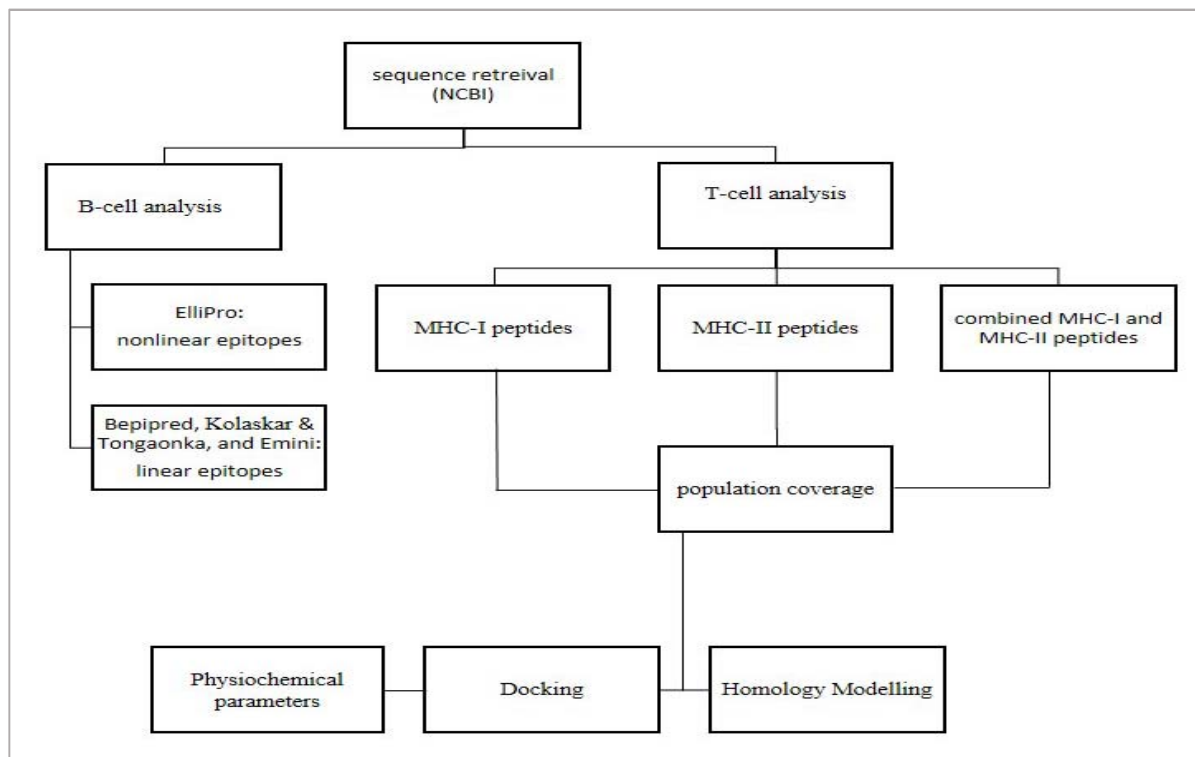 sequence retreival
(NCBI)
B-cell analysis
T-cell analysis
ElliPro:
nonlinear epitopes
MHC-I peptides
MHC-II peptides
combined MHC-I and
MHC-II peptides
Bepipred, Kolaskar &
Tongaonka, and Emini:
linear epitopes
population coverage
Physiochemical
parameters
Docking
Homology Modelling